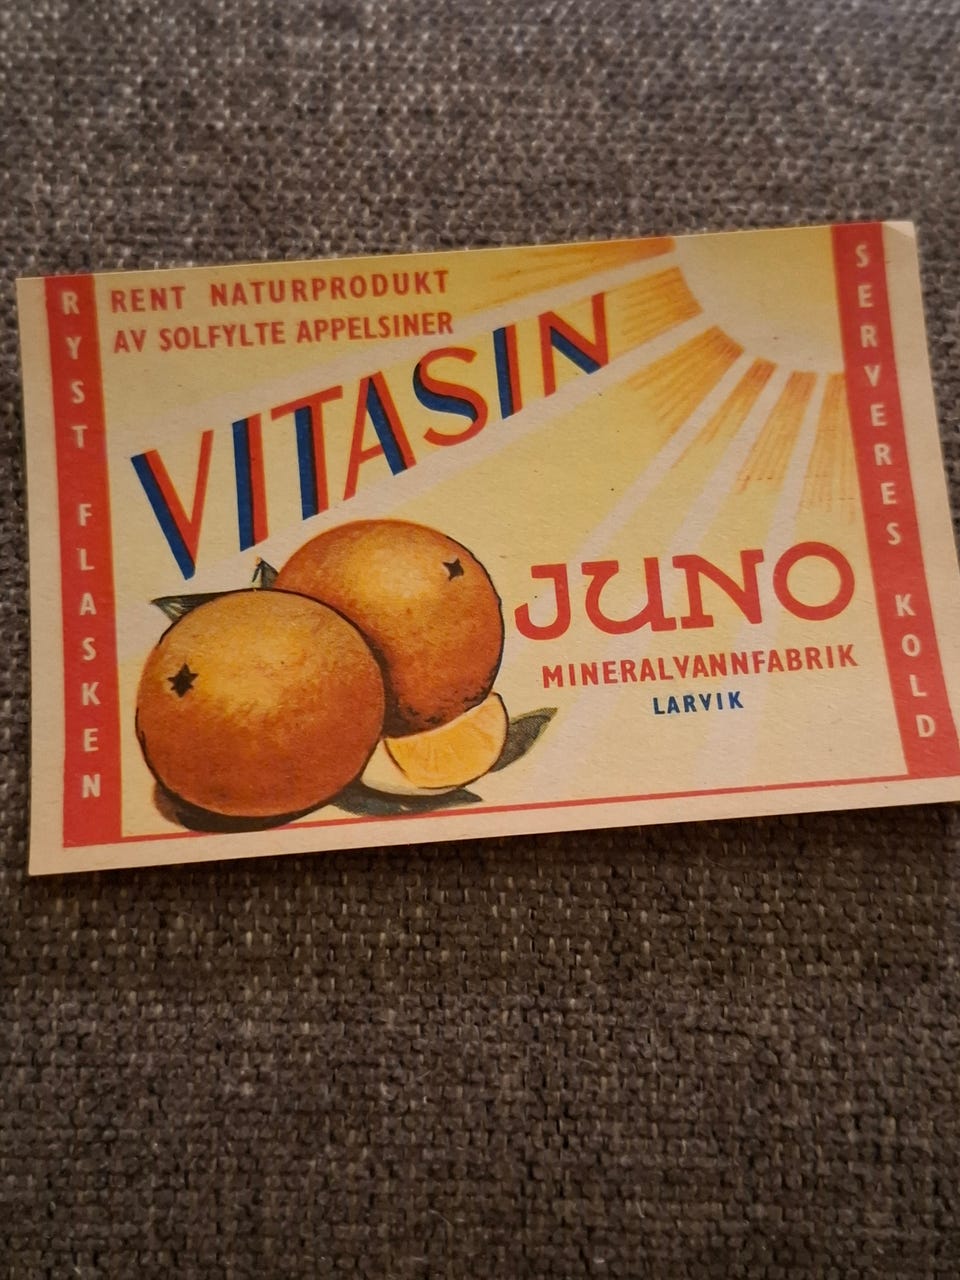 RYST FLASKEN
RENT NATURPRODUKT
AV SOLFYLTE APPELSINER
VITASIN
JUNO
MINERALVANNFABRIK
LARVIK
SERVERES KOLD